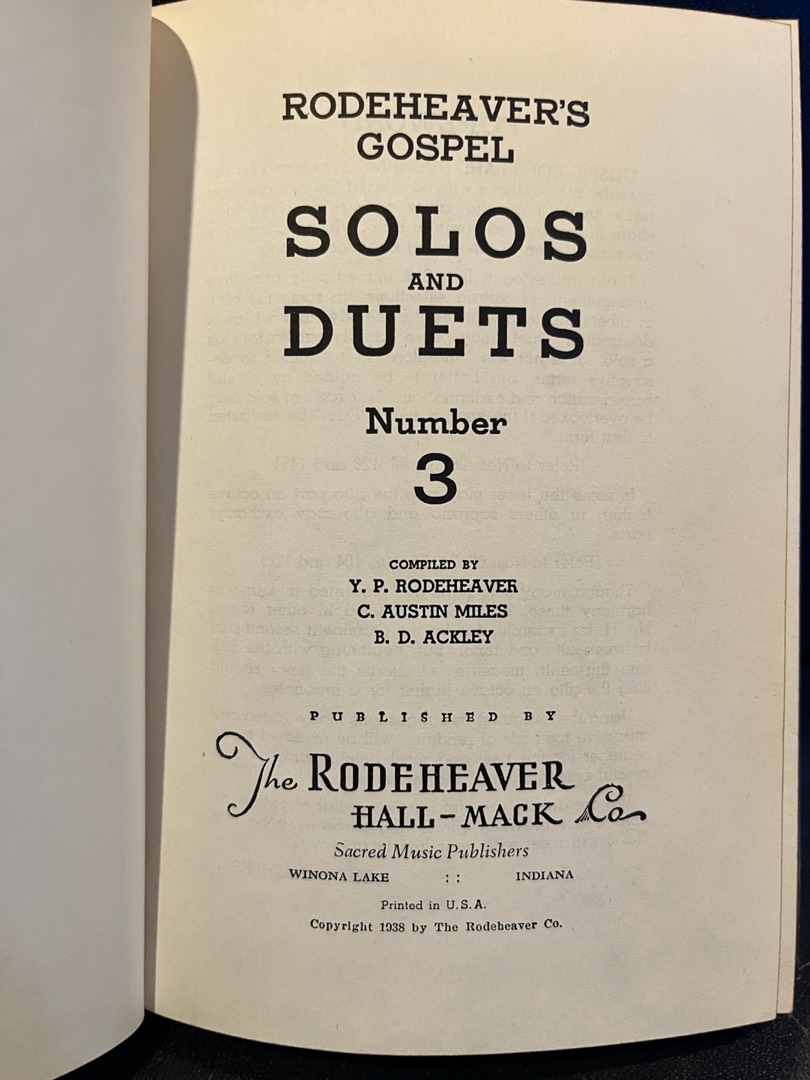 RODEHEAVER'S
GOSPEL
SOLOS
AND
DUETS
Number
3
COMPILED BY
Y. P. RODEHEAVER
C. AUSTIN MILES
B. D. ACKLEY
PUBLISHED BY
The RODEHEAVER
HALL-MACK Co
Sacred Music Publishers
WINONA LAKE :: INDIANA
Printed in U.S.A.
Copyright 1938 by The Rodeheaver Co.